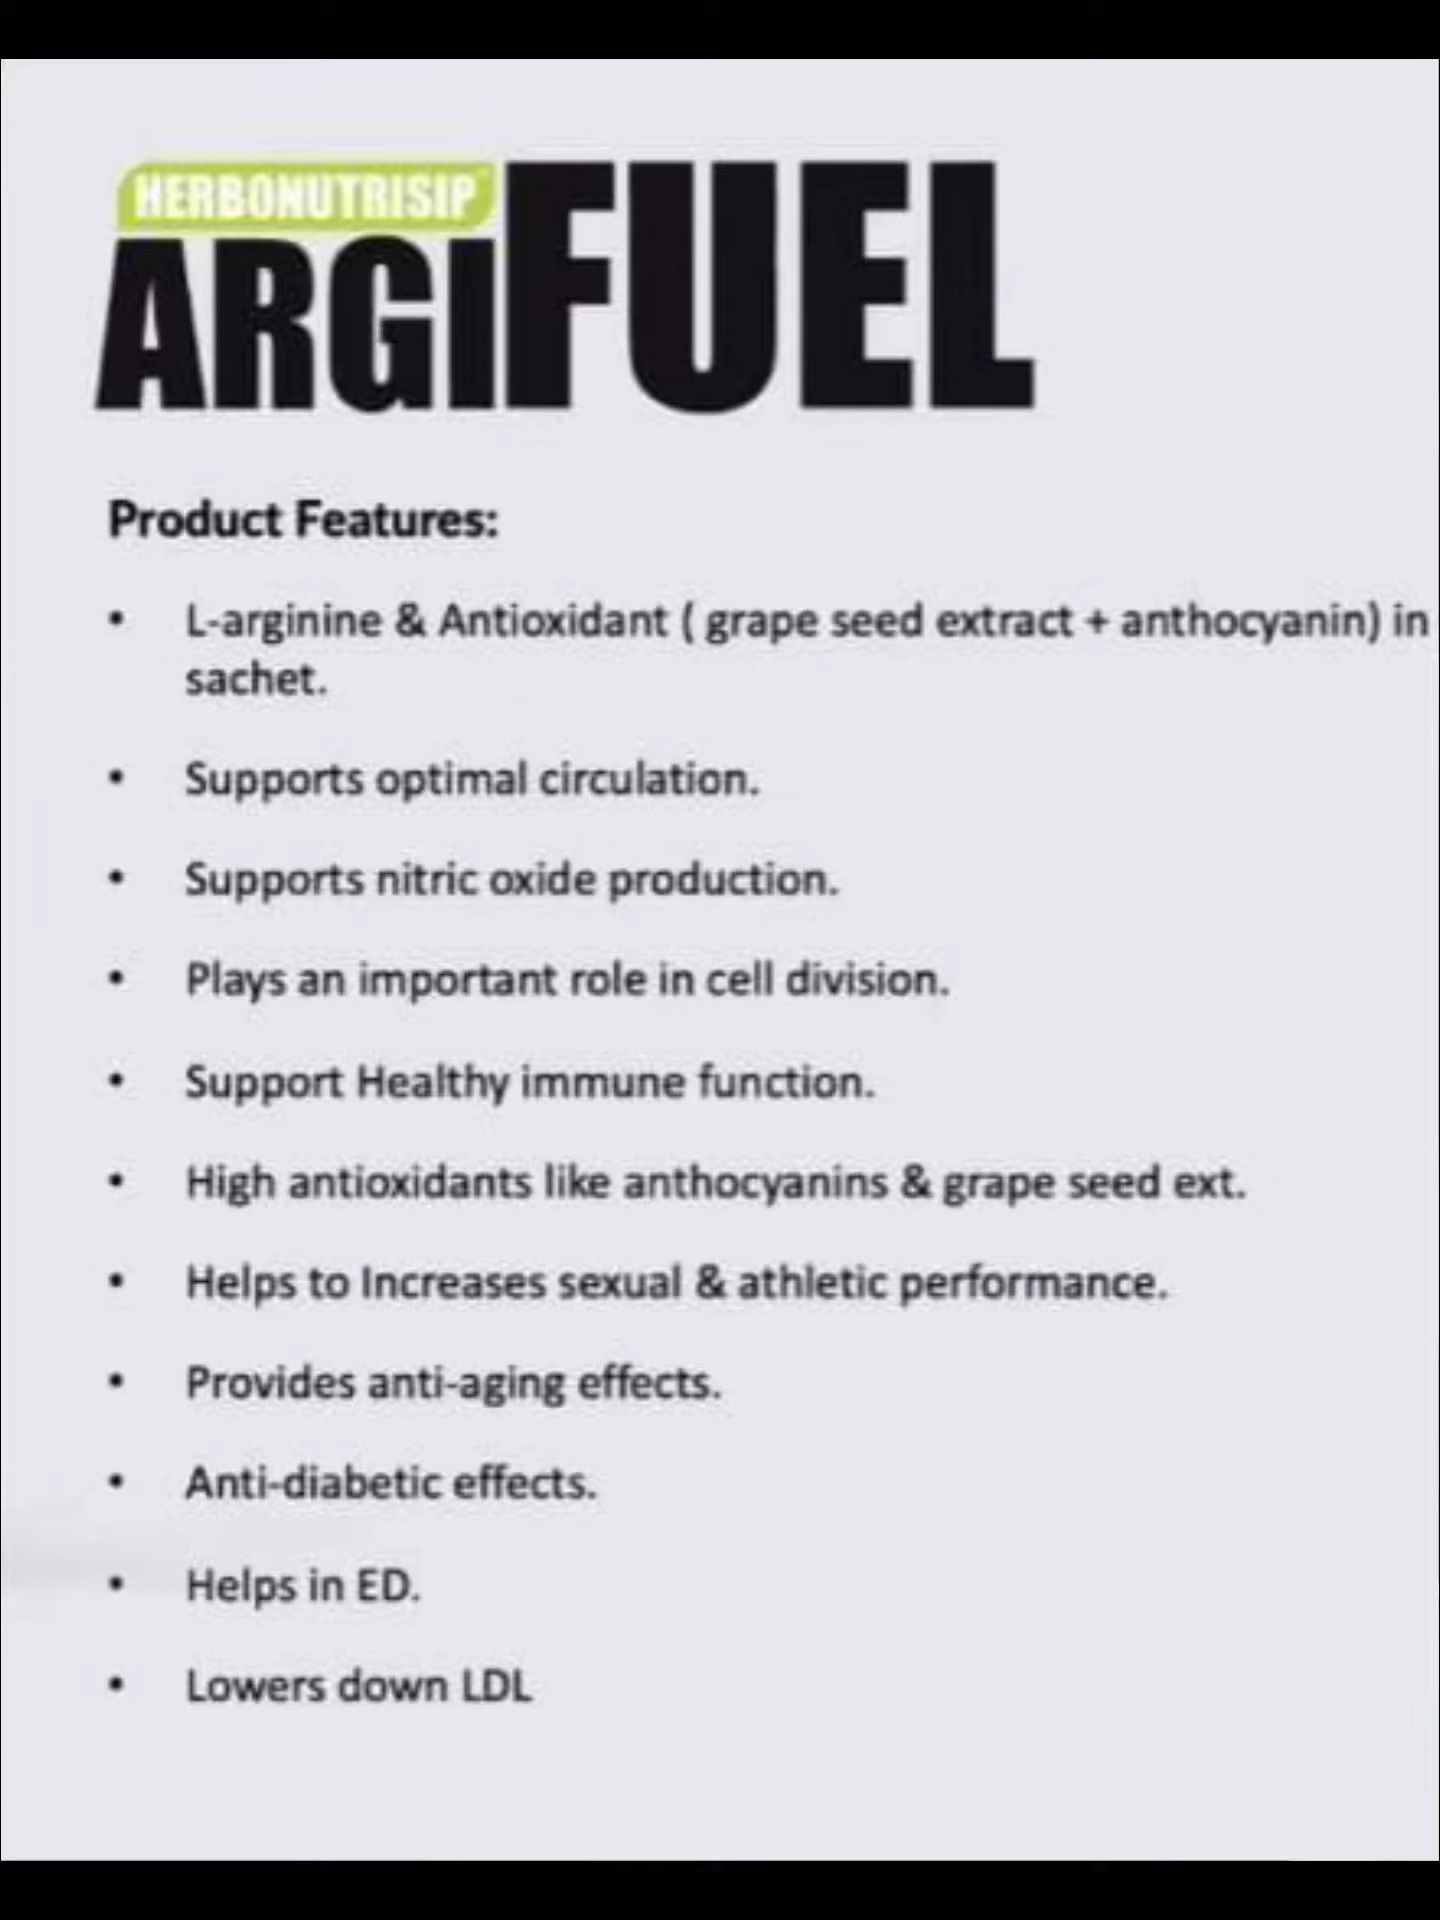 HERBONUTRISIP
ARGIFUEL
Product Features:
• L-arginine & Antioxidant ( grape seed extract + anthocyanin) in
sachet.
• Supports optimal circulation.
• Supports nitric oxide production.
• Plays an important role in cell division.
• Support Healthy immune function.
• High antioxidants like anthocyanins & grape seed ext.
• Helps to Increases sexual & athletic performance.
• Provides anti-aging effects.
• Anti-diabetic effects.
• Helps in ED.
• Lowers down LDL